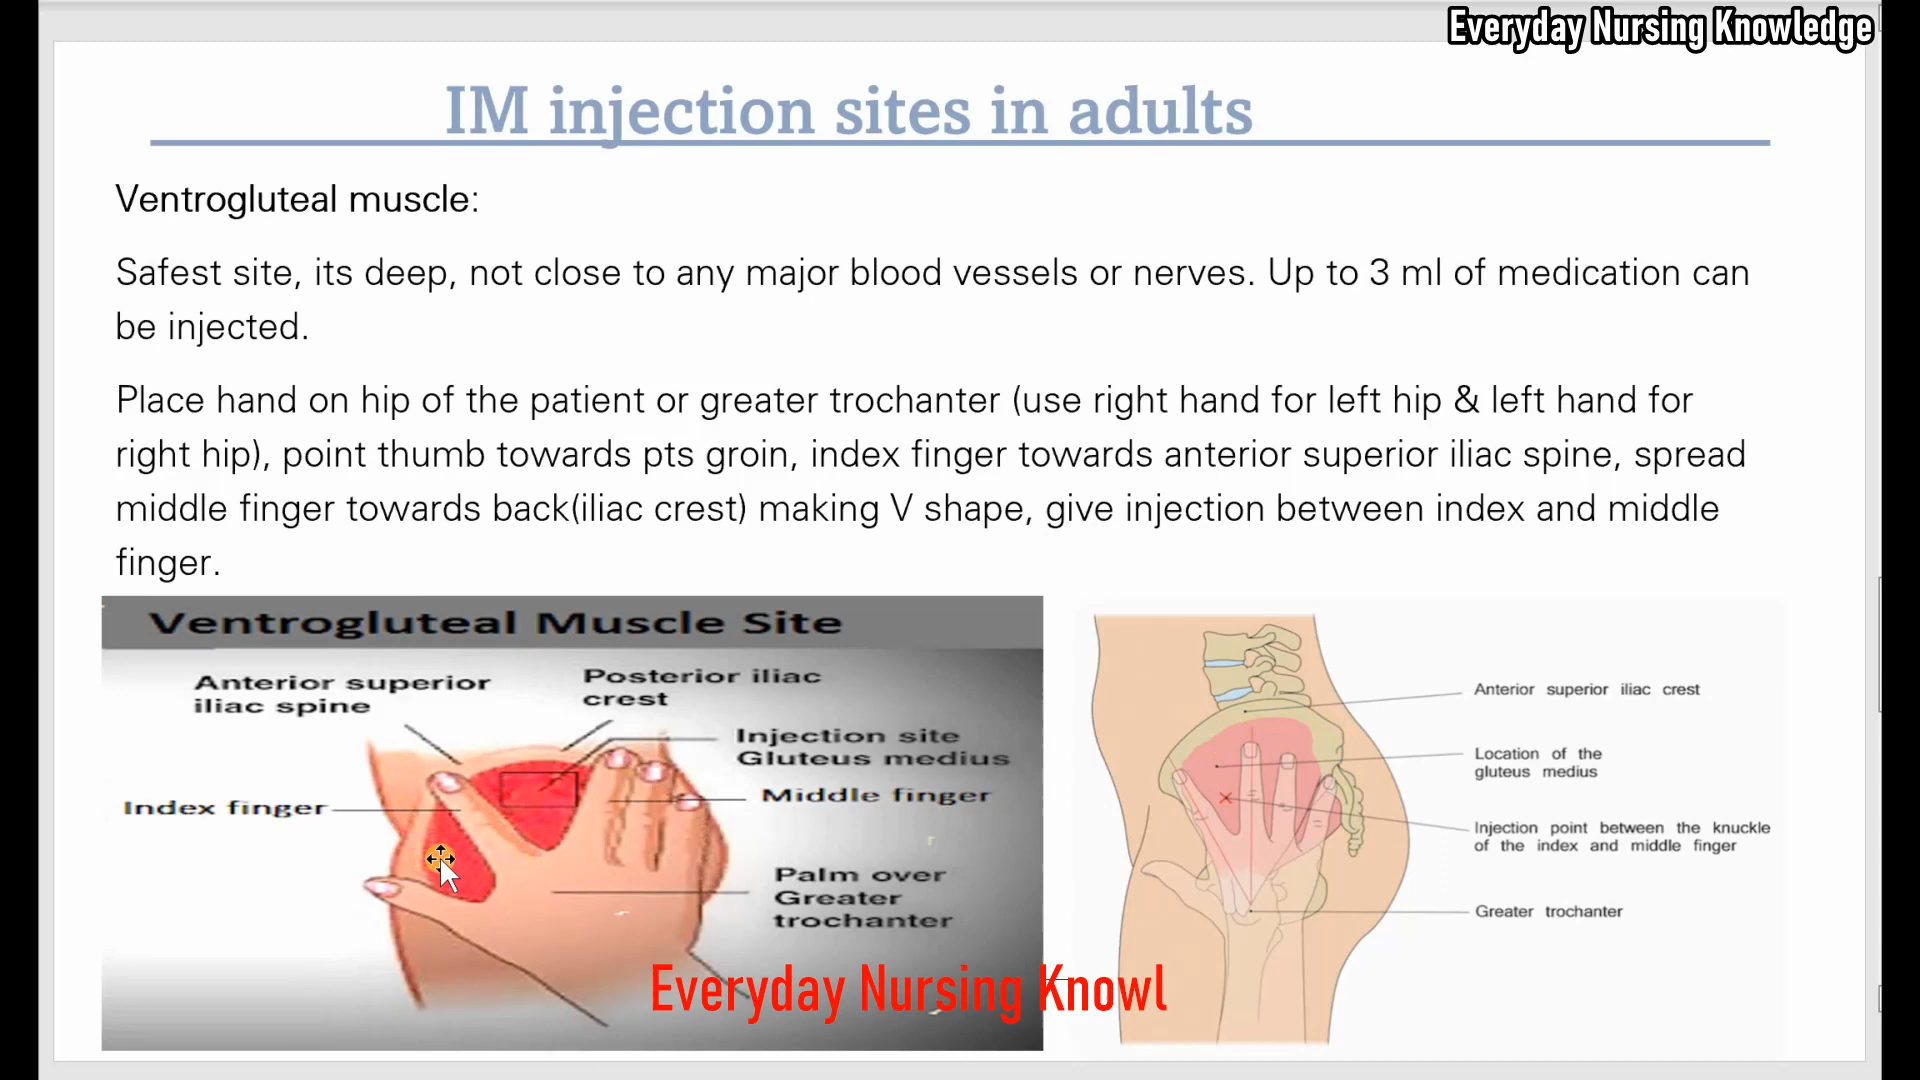 Everyday Nursing Knowledge
IM injection sites in adults
Ventrogluteal muscle:
Safest site, its deep, not close to any major blood vessels or nerves. Up to 3 ml of medication can
be injected.
Place hand on hip of the patient or greater trochanter (use right hand for left hip & left hand for
right hip), point thumb towards pts groin, index finger towards anterior superior iliac spine, spread
middle finger towards back(iliac crest) making V shape, give injection between index and middle
finger.
Ventrogluteal Muscle Site
Anterior superior
iliac spine
Posterior iliac
crest
Injection site
Gluteus medius
Index finger
Middle finger
Palm over
Greater
trochanter
Anterior superior iliac crest
Location of the
gluteus medius
Injection point between the knuckle
of the index and middle finger
Greater trochanter
Everyday Nursing Knowl